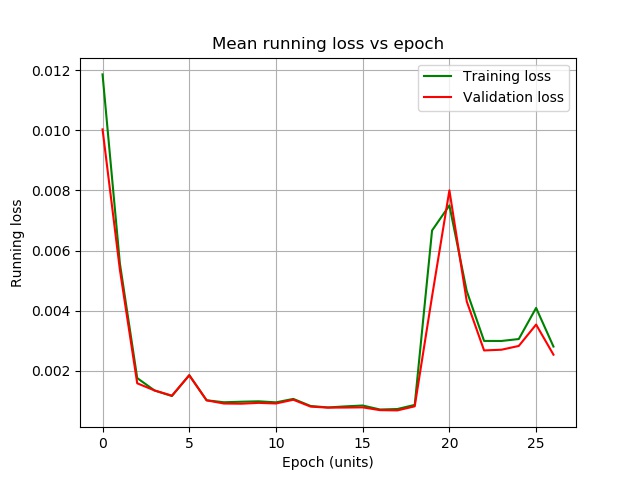 Mean running loss vs epoch
Training loss
Validation loss
0.012
0.010
0.008
0.006
0.004
0.002
Running loss
0 5 10 15 20 25
Epoch (units)